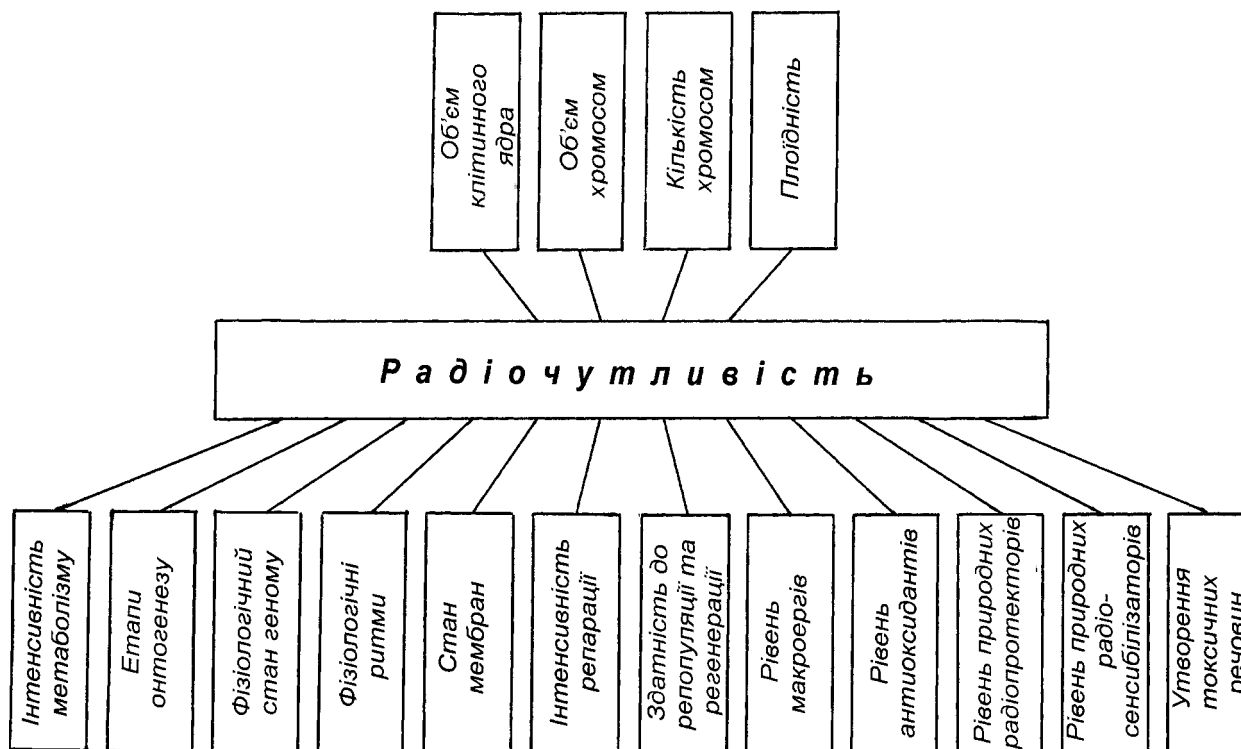 Об'єм
клітинного
ядра
Об'єм
хромосом
Кількість
хромосом
Плоїдність
Радіочутливість
Інтенсивність
метаболізму
Етапи
онтогенезу
Фізіологічний
стан геному
Фізіологічні
ритми
Стан
мембран
Інтенсивність
репарації
Здатність до
репопуляції та
регенерації
Рівень
макроергів
Рівень
антиоксидантів
Рівень природних
радіопротекторів
Рівень природних
радіо-
сенсибілізаторів
Утворення
токсичних
речовин